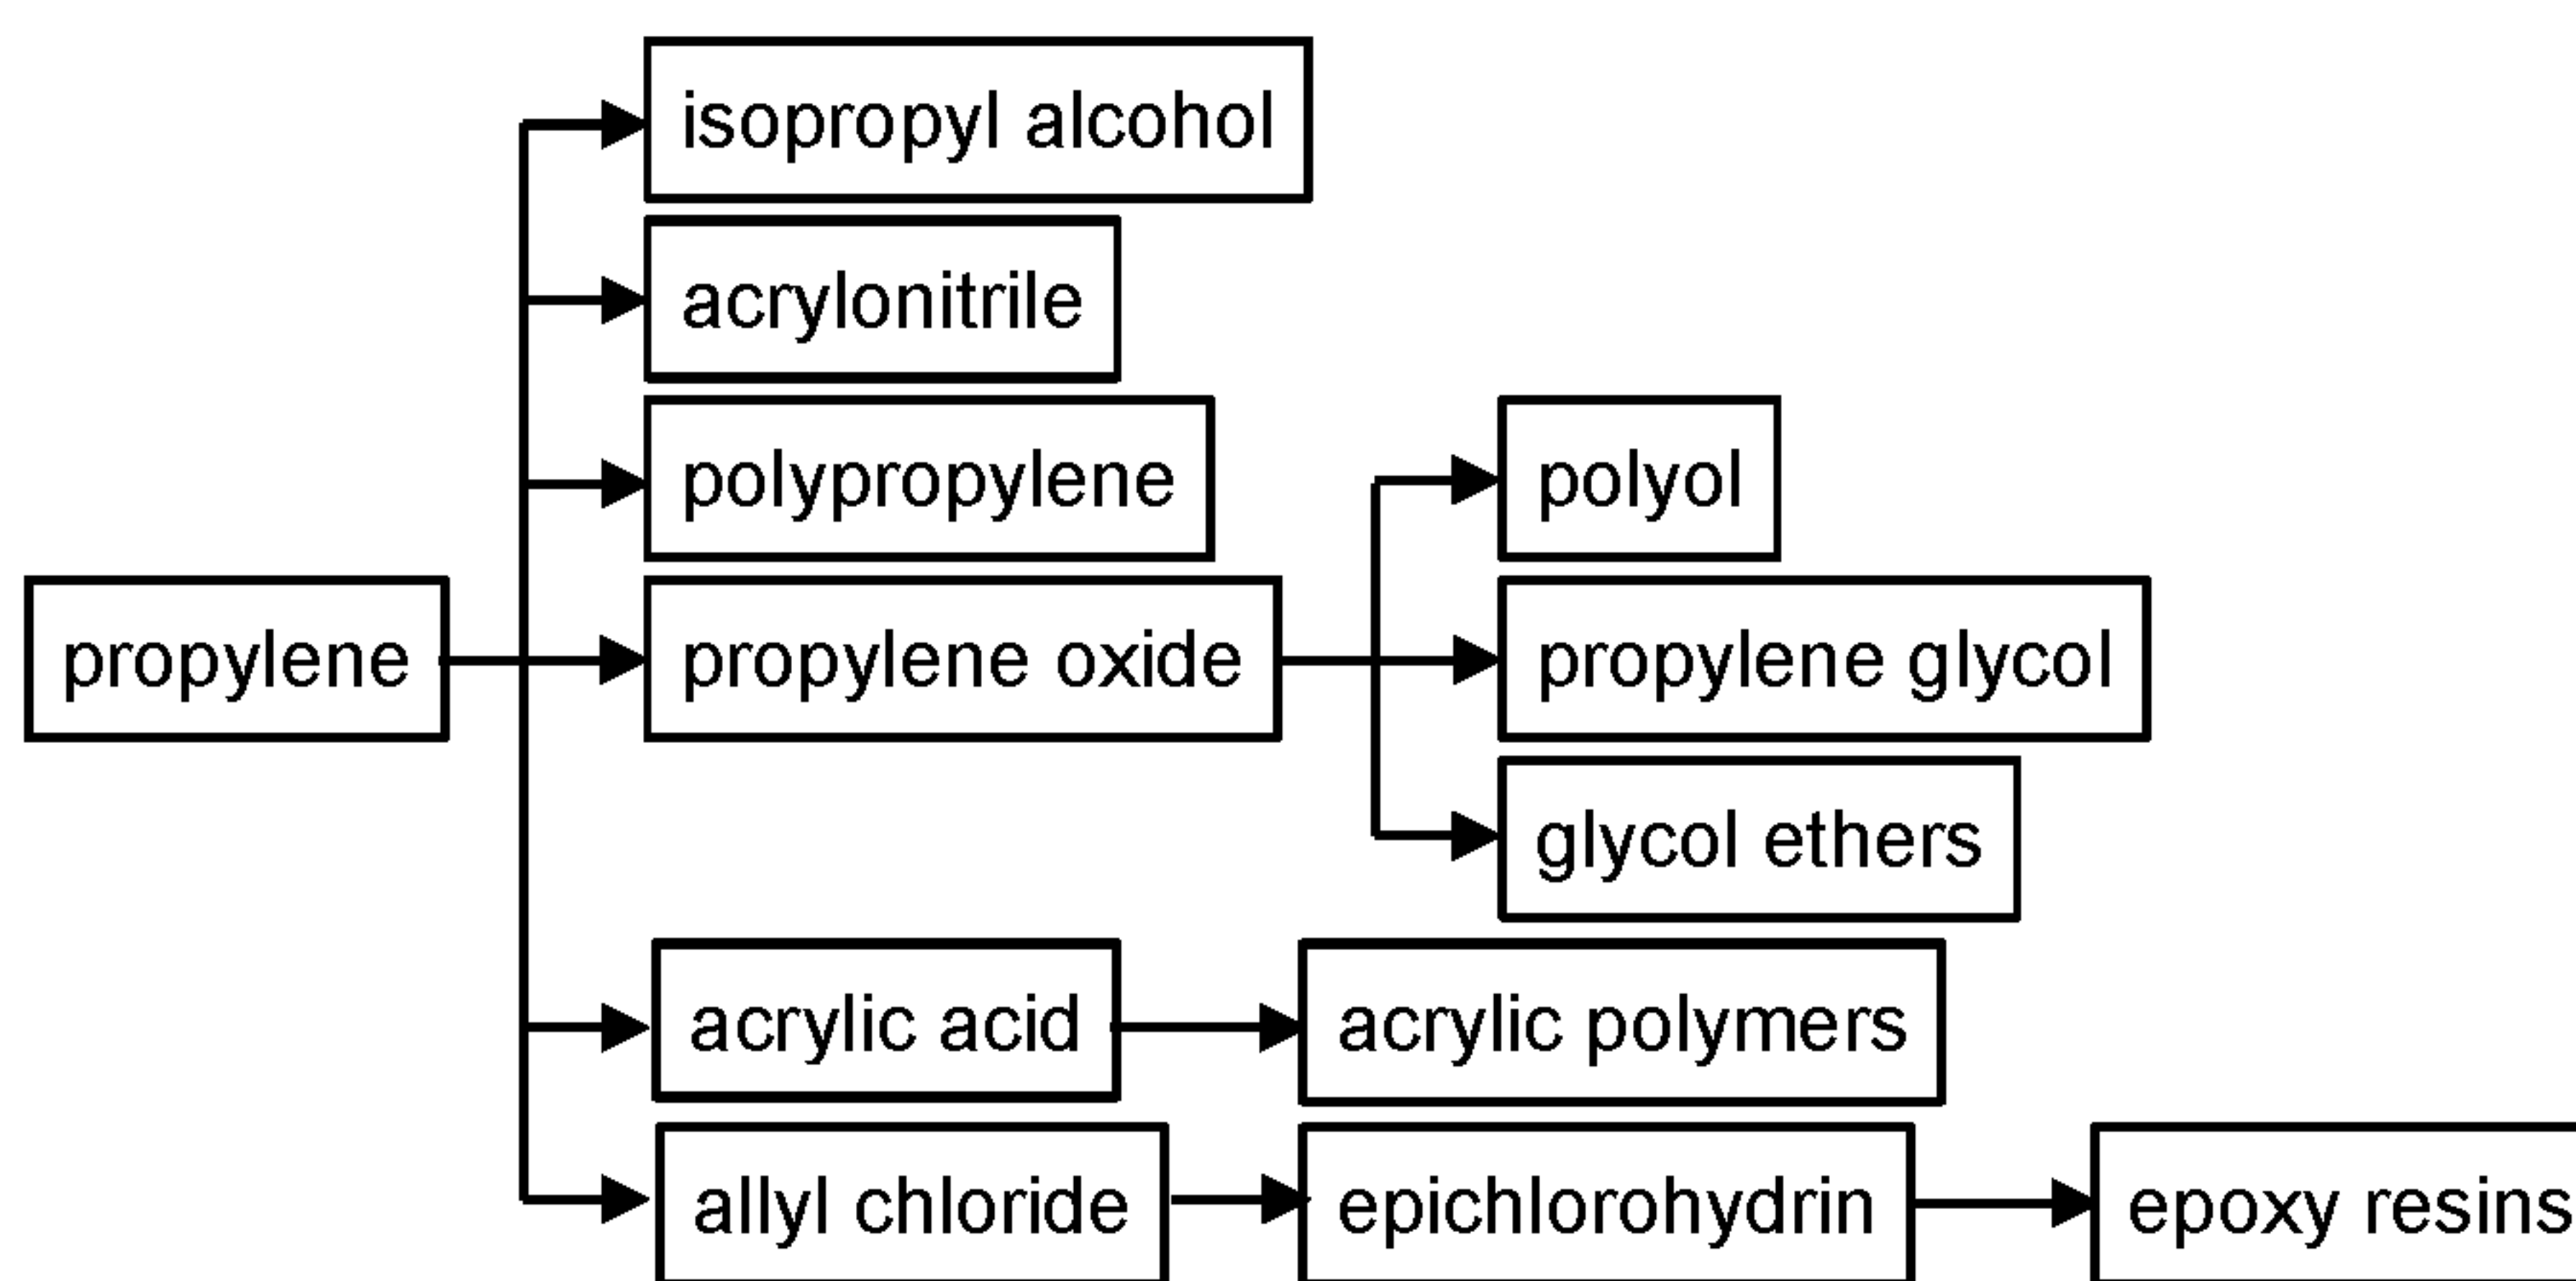 isopropyl alcohol
acrylonitrile
polypropylene
polyol
propylene
propylene oxide
propylene glycol
glycol ethers
acrylic acid
acrylic polymers
allyl chloride
epichlorohydrin
epoxy resins